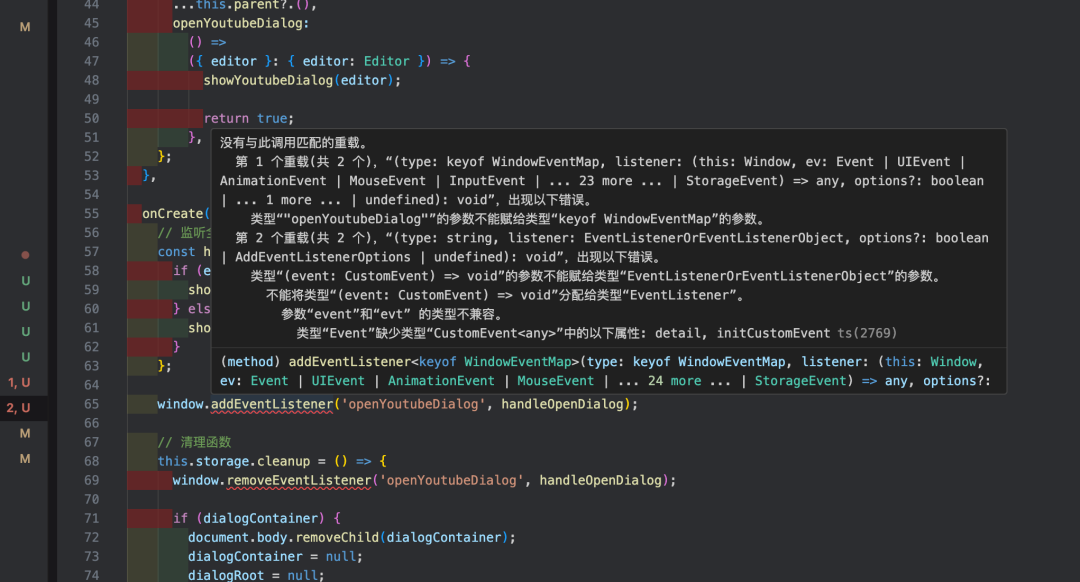 44 ...this.parent?.(),
M 45 openYoutubeDialog:
46 () =>
47 ({ editor }: { editor: Editor }) => {
48 showYoutubeDialog(editor);
49
50 return true;
51 },
52 };
53 },
54
55 onCreate(
56 // 监听
57 const h
58 if (e
59 sho
60 } els
61 sho
62 }
63 };
64
没有与此调用匹配的重载。
第 1 个重载(共 2 个)，“(type: keyof WindowEventMap, listener: (this: Window, ev: Event | UIEvent |
AnimationEvent | MouseEvent | InputEvent | ... 23 more ... | StorageEvent) => any, options?: boolean
| ... 1 more ... | undefined): void”，出现以下错误。
类型“"openYoutubeDialog"”的参数不能赋给类型“keyof WindowEventMap”的参数。
第 2 个重载(共 2 个)，“(type: string, listener: EventListenerOrEventListenerObject, options?: boolean
| AddEventListenerOptions | undefined): void”，出现以下错误。
类型“(event: CustomEvent) => void”的参数不能赋给类型“EventListenerOrEventListenerObject”的参数。
不能将类型“(event: CustomEvent) => void”分配给类型“EventListener”。
参数“event”和“evt” 的类型不兼容。
类型“Event”缺少类型“CustomEvent<any>”中的以下属性: detail, initCustomEvent ts(2769)
(method) addEventListener<keyof WindowEventMap>(type: keyof WindowEventMap, listener: (this: Window,
ev: Event | UIEvent | AnimationEvent | MouseEvent | ... 24 more ... | StorageEvent) => any, options?:
U
U
U
U
1, U
2, U 65 window.addEventListener('openYoutubeDialog', handleOpenDialog);
66
M 67 // 清理函数
M 68 this.storage.cleanup = () => {
69 window.removeEventListener('openYoutubeDialog', handleOpenDialog);
70
71 if (dialogContainer) {
72 document.body.removeChild(dialogContainer);
73 dialogContainer = null;
74 dialogRoot = null;